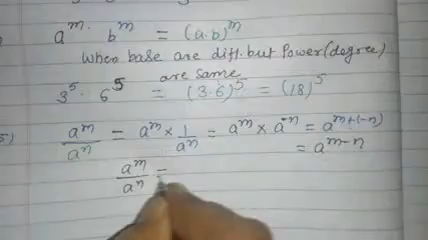 a^m · b^m = (a·b)^m
When base are diff. but Power(degree)
are same
3^5 · 6^5 = (3·6)^5 = (18)^5
5) a^m/a^n = a^m × 1/a^n = a^m × a^-n = a^m+(-n)
= a^m-n
a^m/a^n =